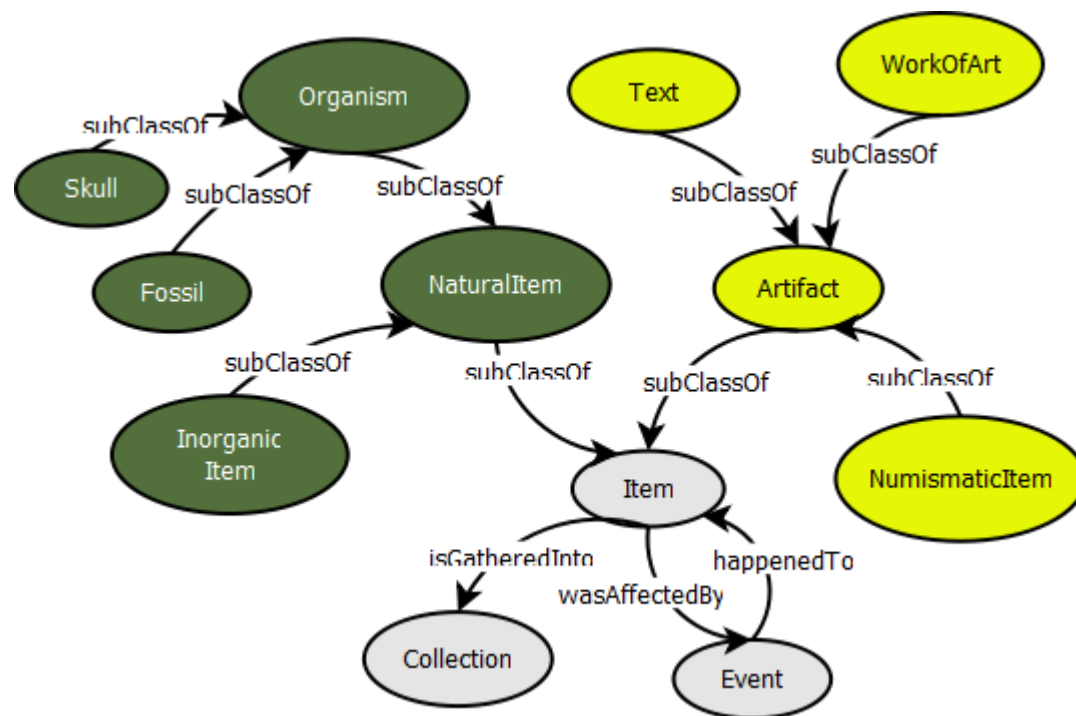 WorkOfArt
Organism
Text
subClassOf
subClassOf
Skull
subClassOf
subClassOf
subClassOf
Fossil
NaturalItem
Artifact
subClassOf
subClassOf
subClassOf
subClassOf
Inorganic
Item
Item
NumismaticItem
isGatheredInto
happenedTo
wasAffectedBy
Collection
Event